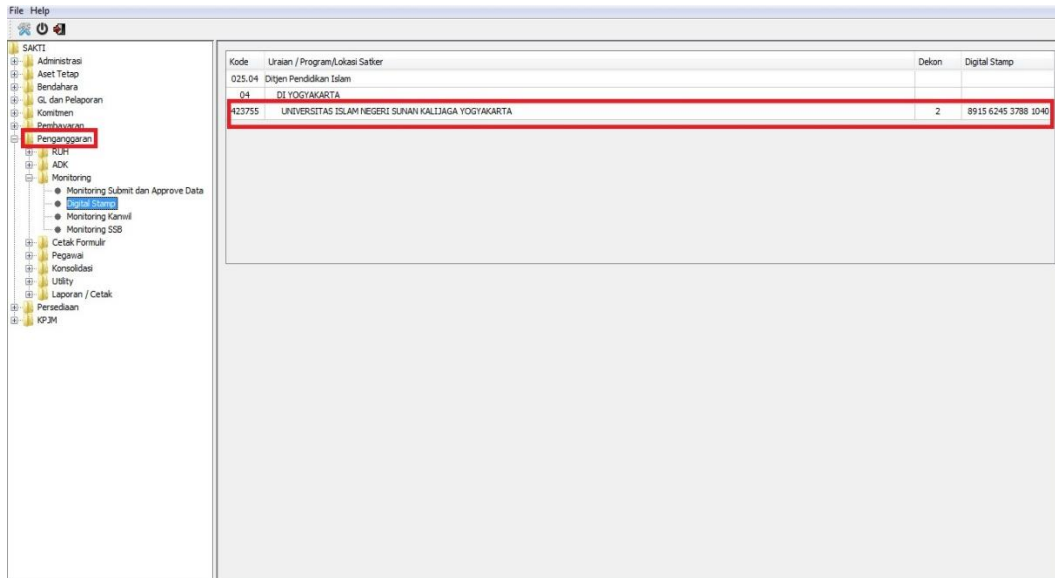 File Help
SAKTI
Administrasi
Aset Tetap
Bendahara
GL dan Pelaporan
Komitmen
Pembayaran
Penganggaran
RUH
ADK
Monitoring
Monitoring Submit dan Approve Data
Digital Stamp
Monitoring Kanwil
Monitoring SSB
Cetak Formulir
Pegawai
Konsolidasi
Utility
Laporan / Cetak
Persediaan
KPJM
Kode Uraian / Program/Lokasi Satker Dekon Digital Stamp
025.04 Ditjen Pendidikan Islam
04 DI YOGYAKARTA
423755 UNIVERSITAS ISLAM NEGERI SUNAN KALIJAGA YOGYAKARTA 2 8915 6245 3788 1040